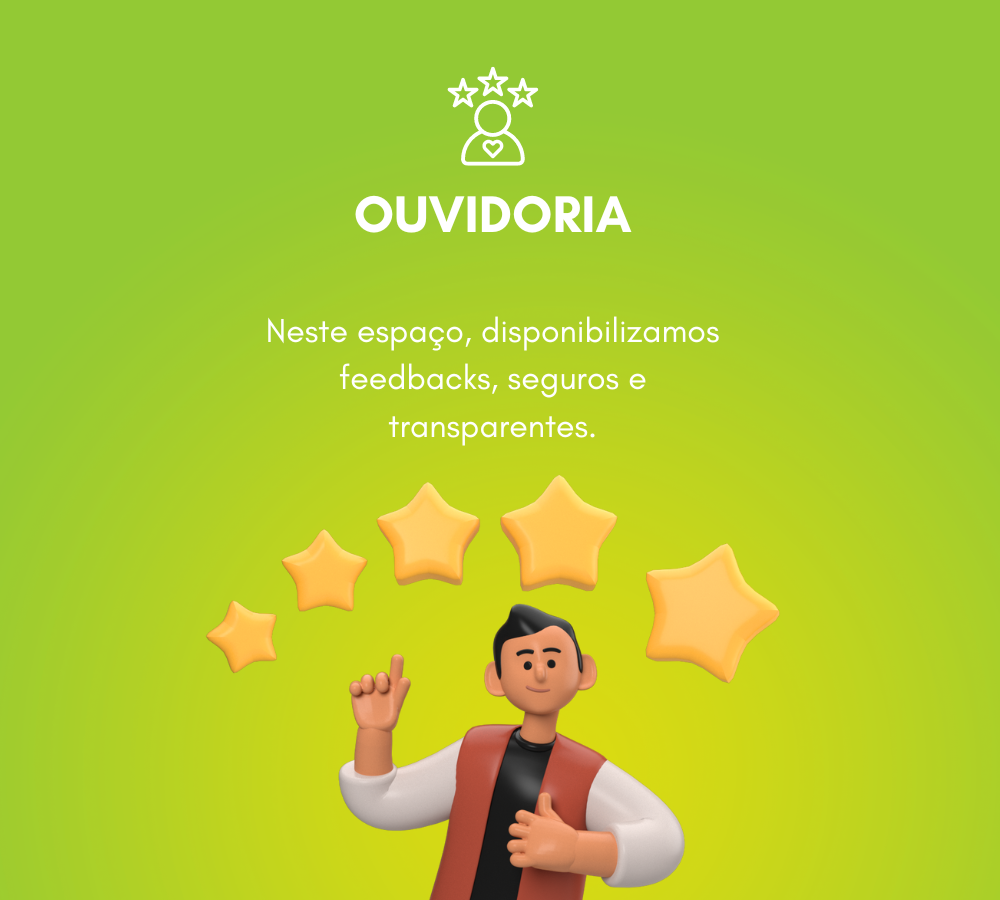 OUVIDORIA
Neste espaço, disponibilizamos
feedbacks, seguros e
transparentes.